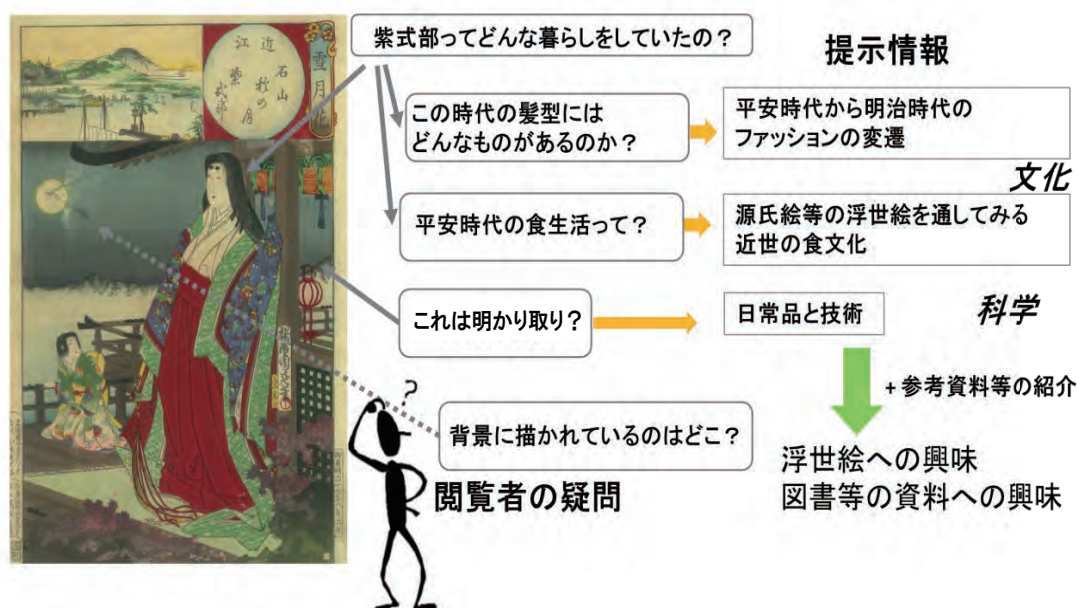 紫式部ってどんな暮らしをしていたの？
提示情報
この時代の髪型には
どんなものがあるのか？
平安時代から明治時代の
ファッションの変遷
文化
平安時代の食生活って？
源氏絵等の浮世絵を通してみる
近世の食文化
これは明かり取り？
日常品と技術
科学
+参考資料等の紹介
?
背景に描かれているのはどこ？
閲覧者の疑問
浮世絵への興味
図書等の資料への興味
雪月花
近江
石山
秋の月
紫式部